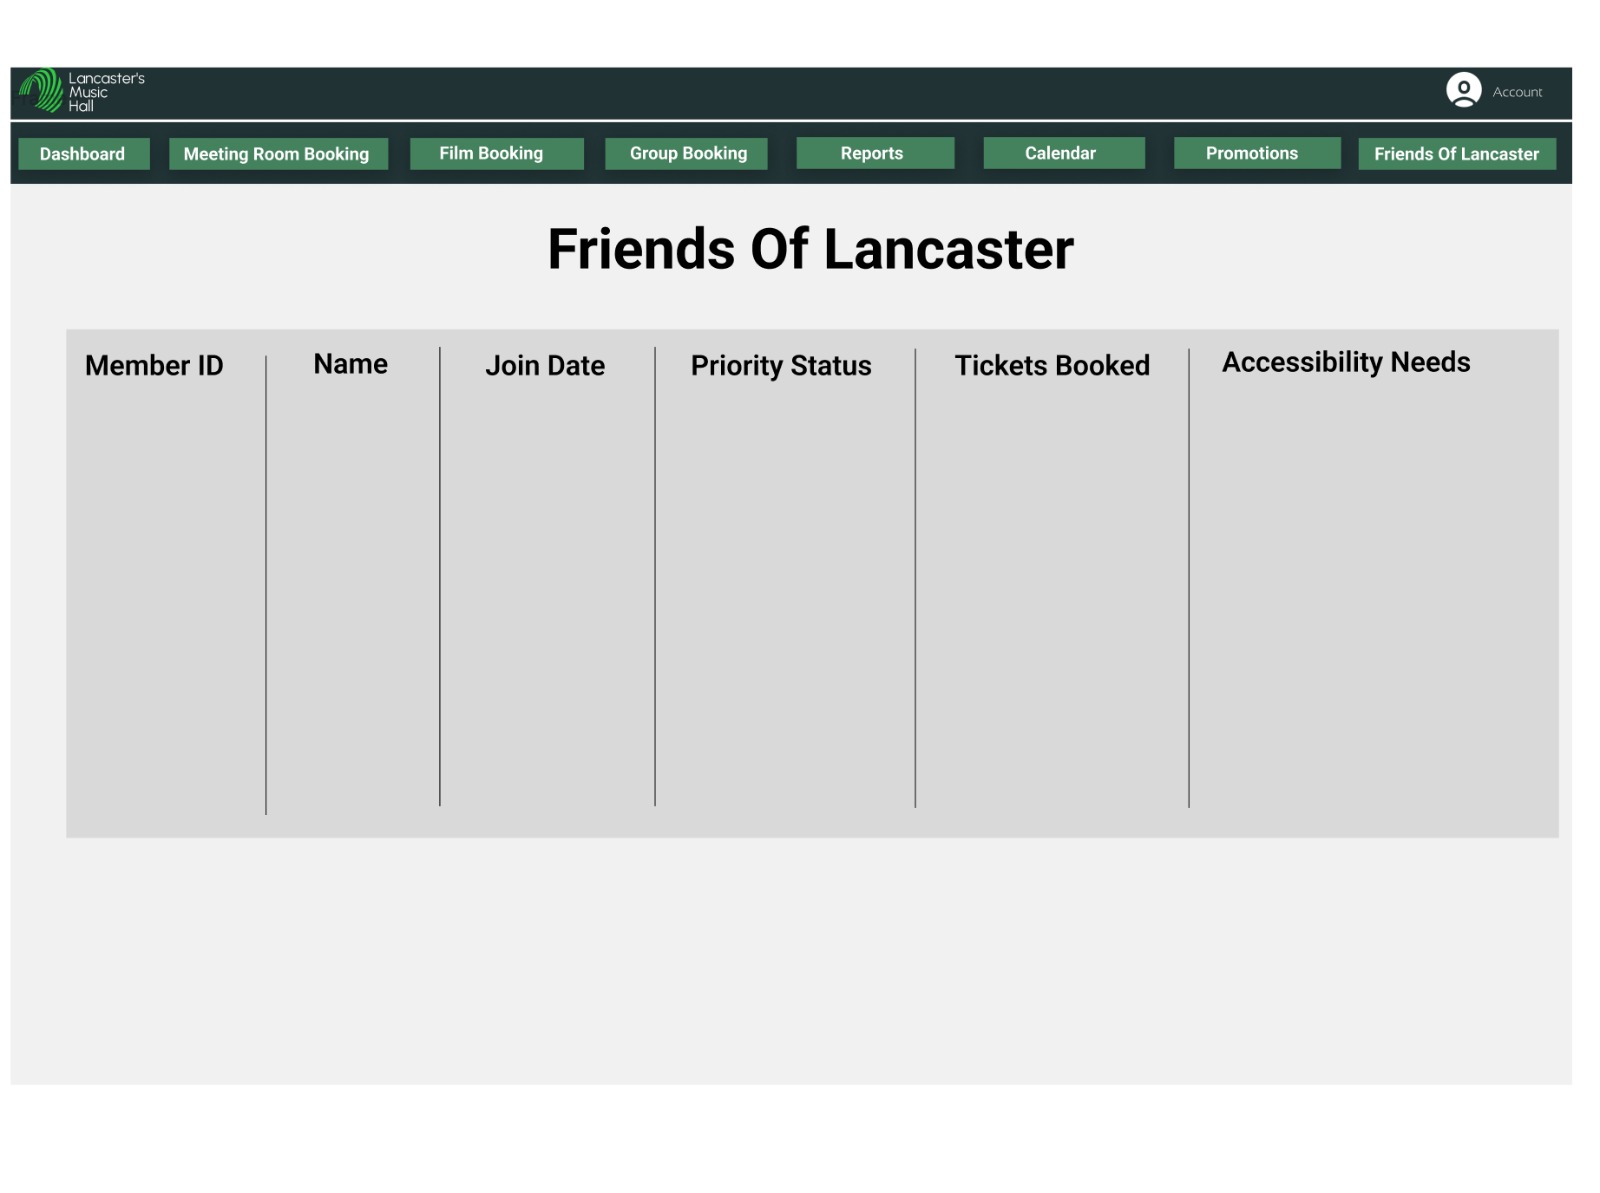 Lancaster's
Music
Hall
Account
Dashboard
Meeting Room Booking
Film Booking
Group Booking
Reports
Calendar
Promotions
Friends Of Lancaster
Friends Of Lancaster
Member ID
Name
Join Date
Priority Status
Tickets Booked
Accessibility Needs